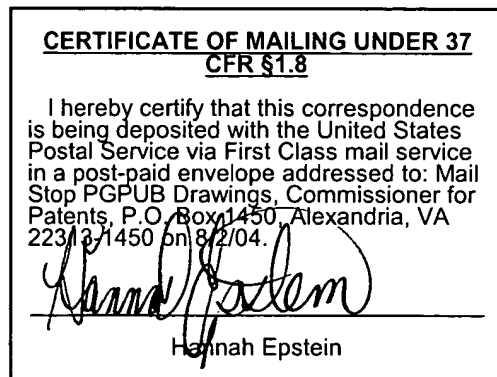 CERTIFICATE OF MAILING UNDER 37
CFR §1.8
I hereby certify that this correspondence
is being deposited with the United States
Postal Service via First Class mail service
in a post-paid envelope addressed to: Mail
Stop PGPUB Drawings, Commissioner for
Patents, P.O. Box 1450, Alexandria, VA
22313-1450 on 8/2/04.
Hannah Epstein
Hannah Epstein